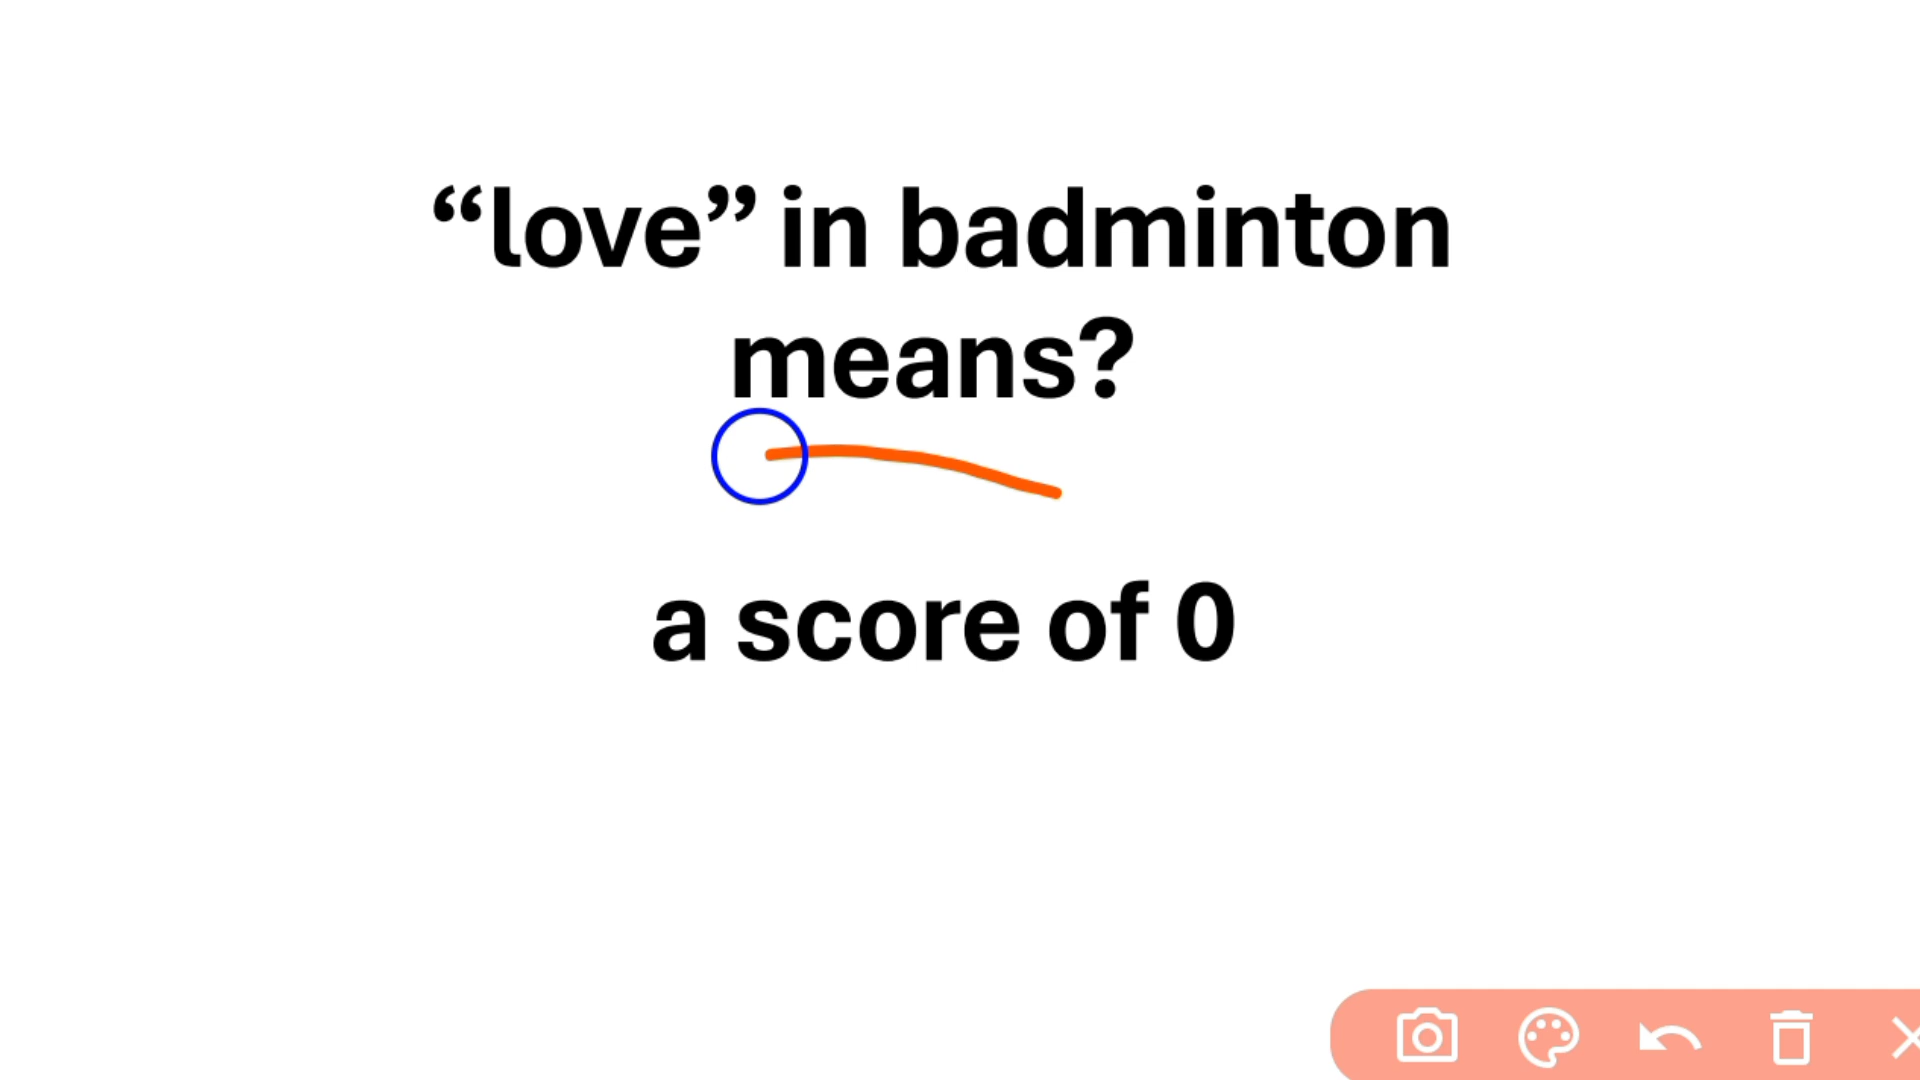 “love” in badminton
means?
a score of 0